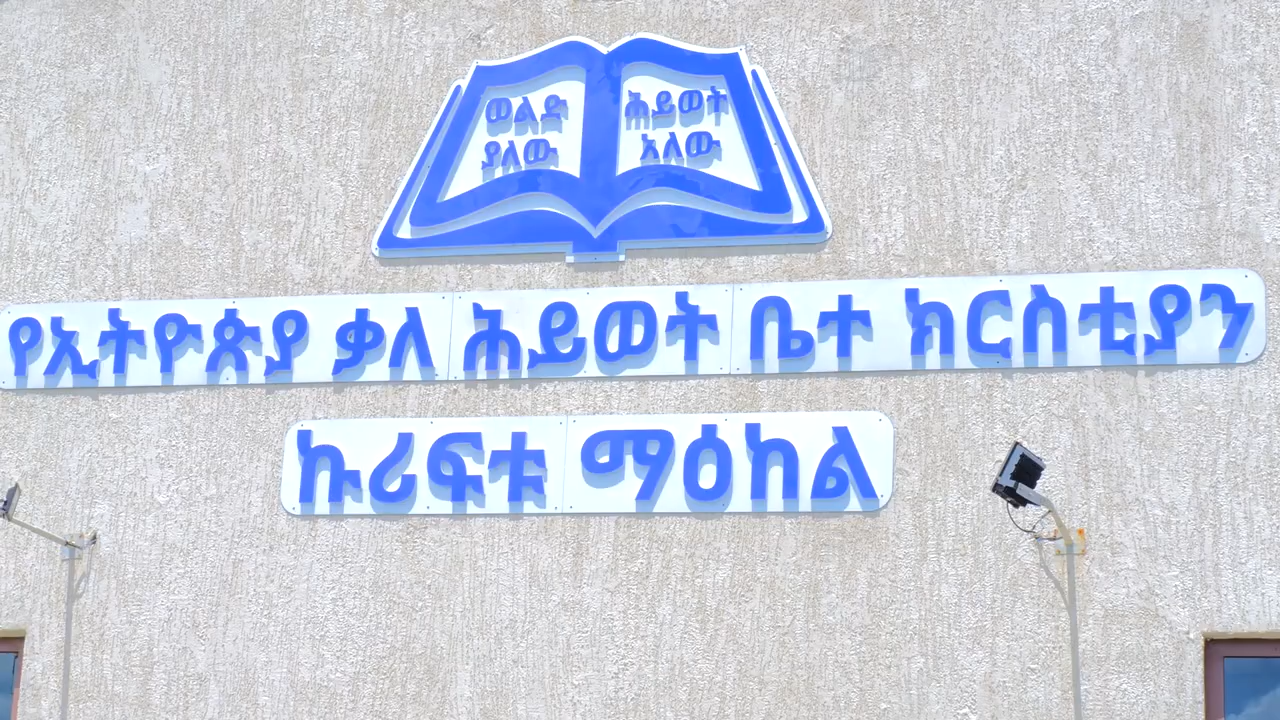 ወልድ
ያለው
ሕይወት
አለው
የኢትዮጵያ ቃለ ሕይወት ቤተ ክርስቲያን
ኩሪፍቱ ማዕከል